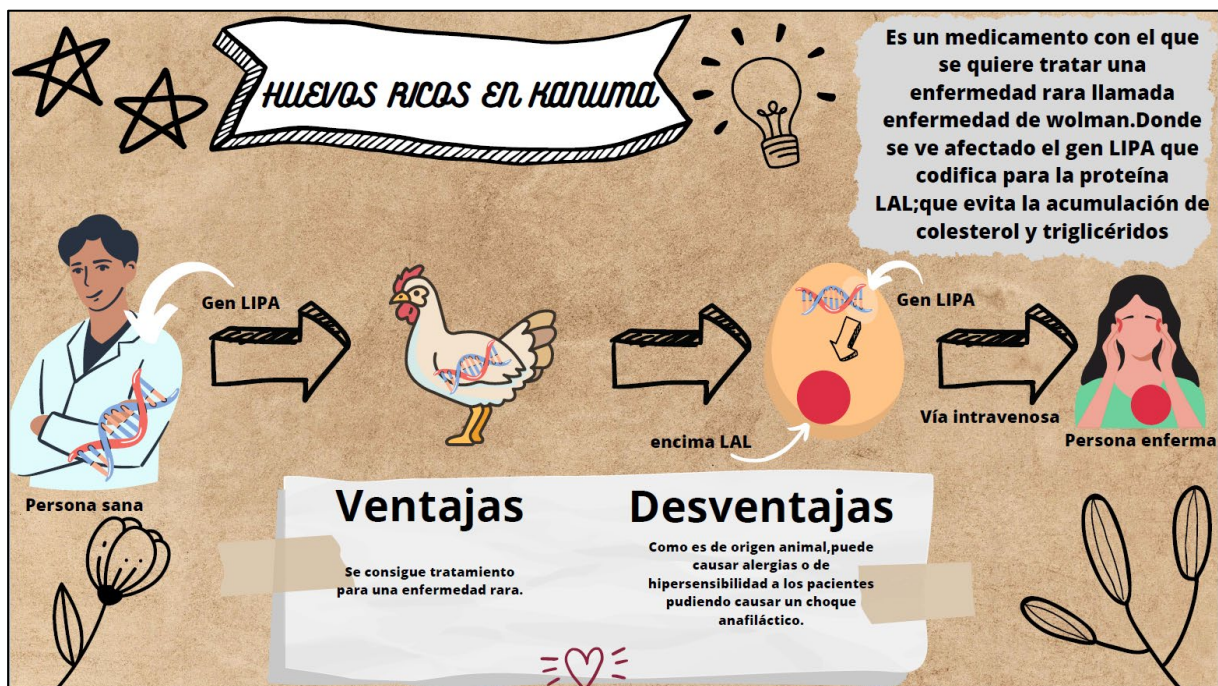 HUEVOS RICOS EN KANUMA
Es un medicamento con el que
se quiere tratar una
enfermedad rara llamada
enfermedad de wolman.Donde
se ve afectado el gen LIPA que
codifica para la proteína
LAL;que evita la acumulación de
colesterol y triglicéridos
Gen LIPA
Gen LIPA
encima LAL
Vía intravenosa
Persona enferma
Persona sana
Ventajas
Se consigue tratamiento
para una enfermedad rara.
Desventajas
Como es de origen animal,puede
causar alergias o de
hipersensibilidad a los pacientes
pudiendo causar un choque
anafiláctico.